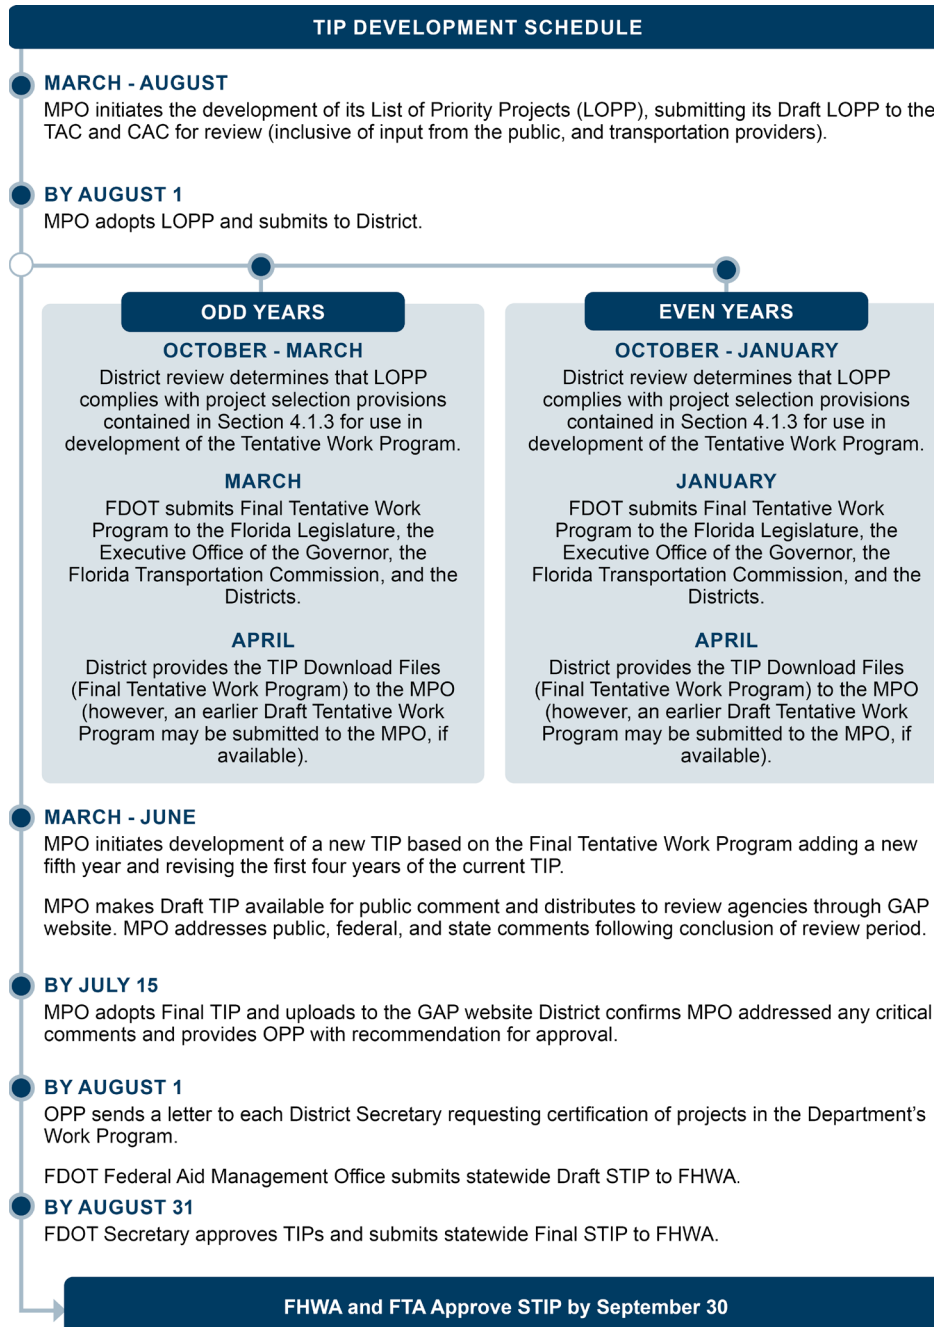 TIP DEVELOPMENT SCHEDULE
MARCH - AUGUST
MPO initiates the development of its List of Priority Projects (LOPP), submitting its Draft LOPP to the
TAC and CAC for review (inclusive of input from the public, and transportation providers).
BY AUGUST 1
MPO adopts LOPP and submits to District.
ODD YEARS
OCTOBER - MARCH
District review determines that LOPP
complies with project selection provisions
contained in Section 4.1.3 for use in
development of the Tentative Work Program.
MARCH
FDOT submits Final Tentative Work
Program to the Florida Legislature, the
Executive Office of the Governor, the
Florida Transportation Commission, and the
Districts.
APRIL
District provides the TIP Download Files
(Final Tentative Work Program) to the MPO
(however, an earlier Draft Tentative Work
Program may be submitted to the MPO, if
available).
EVEN YEARS
OCTOBER - JANUARY
District review determines that LOPP
complies with project selection provisions
contained in Section 4.1.3 for use in
development of the Tentative Work Program.
JANUARY
FDOT submits Final Tentative Work
Program to the Florida Legislature, the
Executive Office of the Governor, the
Florida Transportation Commission, and the
Districts.
APRIL
District provides the TIP Download Files
(Final Tentative Work Program) to the MPO
(however, an earlier Draft Tentative Work
Program may be submitted to the MPO, if
available).
MARCH - JUNE
MPO initiates development of a new TIP based on the Final Tentative Work Program adding a new
fifth year and revising the first four years of the current TIP.
MPO makes Draft TIP available for public comment and distributes to review agencies through GAP
website. MPO addresses public, federal, and state comments following conclusion of review period.
BY JULY 15
MPO adopts Final TIP and uploads to the GAP website District confirms MPO addressed any critical
comments and provides OPP with recommendation for approval.
BY AUGUST 1
OPP sends a letter to each District Secretary requesting certification of projects in the Department's
Work Program.
FDOT Federal Aid Management Office submits statewide Draft STIP to FHWA.
BY AUGUST 31
FDOT Secretary approves TIPs and submits statewide Final STIP to FHWA.
FHWA and FTA Approve STIP by September 30